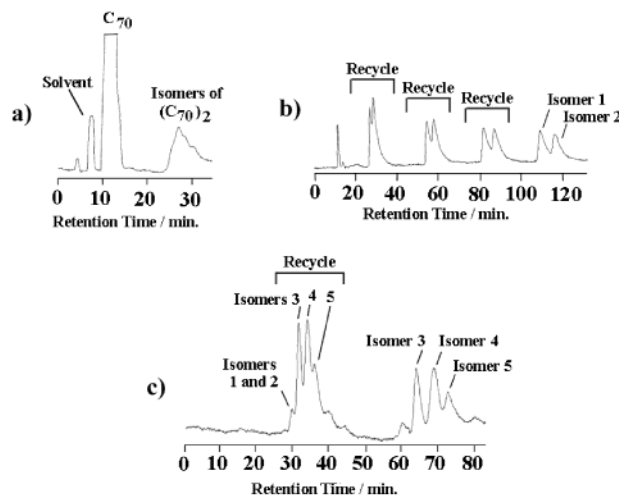 a)
C70
Solvent
Isomers of
(C70)2
0 10 20 30
Retention Time / min.
b)
Recycle
Recycle
Recycle
Isomer 1
Isomer 2
0 20 40 60 80 100 120
Retention Time / min.
c)
Recycle
Isomers 3 4 5
Isomers
1 and 2
Isomer 3
Isomer 4
Isomer 5
0 10 20 30 40 50 60 70 80
Retention Time / min.